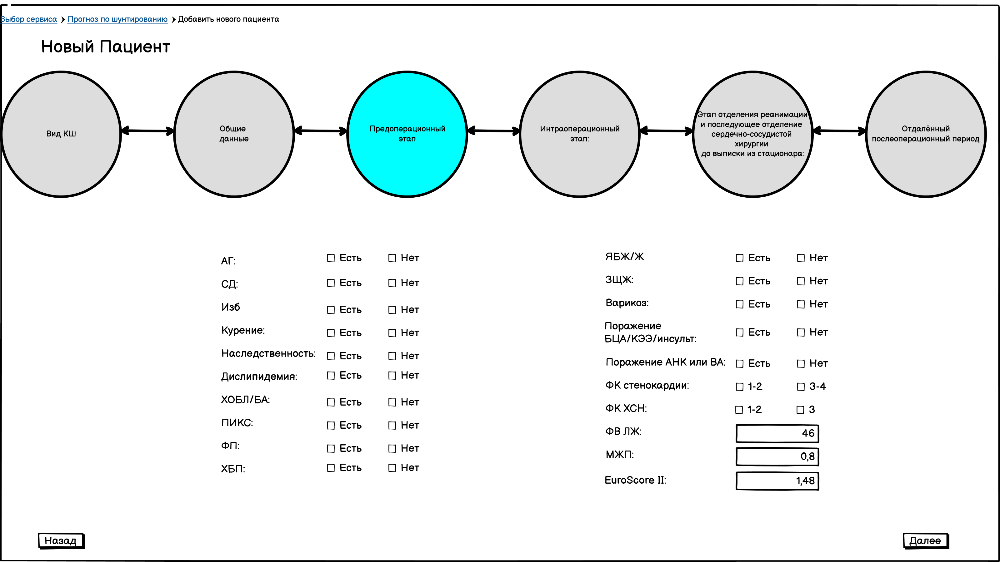 Выбор сервиса > Прогноз по шунтированию > Добавить нового пациента
Новый Пациент
Вид КШ
Общие
данные
Предоперационный
этап
Интраоперационный
этап:
Этап отделения реанимации
и последующее отделение
сердечно-сосудистой
хирургии
до выписки из стационара:
Отдалённый
послеоперационный период
АГ: Есть Нет
СД: Есть Нет
Изб Есть Нет
Курение: Есть Нет
Наследственность: Есть Нет
Дислипидемия: Есть Нет
ХОБЛ/БА: Есть Нет
ПИКС: Есть Нет
ФП: Есть Нет
ХБП: Есть Нет
ЯБЖ/Ж Есть Нет
ЗЩЖ: Есть Нет
Варикоз: Есть Нет
Поражение
БЦА/КЭЭ/инсульт: Есть Нет
Поражение АНК или ВА: Есть Нет
ФК стенокардии: 1-2 3-4
ФК ХСН: 1-2 3
ФВ ЛЖ: 46
МЖП: 0,8
EuroScore II: 1,48
Назад
Далее